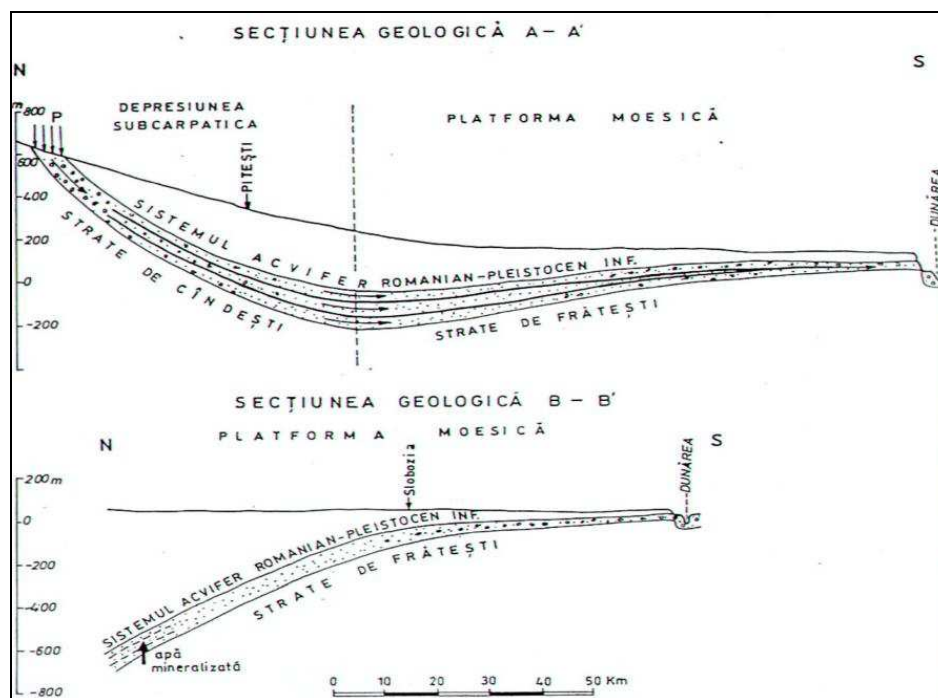 SECȚIUNEA GEOLOGICĂ A – A'
N
S
m
800
P
DEPRESIUNEA
SUBCARPATICA
PLATFORMA MOESICĂ
600
PITEȘTI
400
200
0
-200
DUNĂREA
SISTEMUL ACVIFER ROMANIAN-PLEISTOCEN INF.
STRATE DE CÎNDEȘTI
STRATE DE FRĂTEȘTI
SECȚIUNEA GEOLOGICĂ B – B'
PLATFORMA MOESICĂ
N
S
200 m
Slobozia
DUNĂREA
0
-200
-400
-600
-800
SISTEMUL ACVIFER ROMANIAN-PLEISTOCEN INF.
STRATE DE FRĂTEȘTI
apă
mineralizată
0 10 20 30 40 50 Km